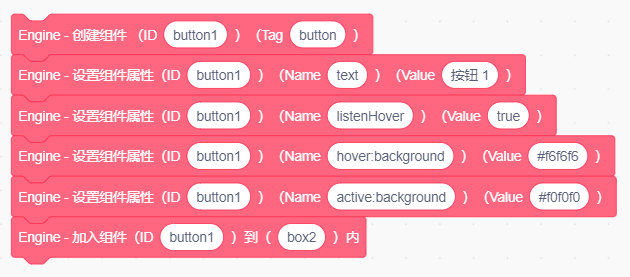 Engine - 创建组件（ID button1 ）（Tag button ）
Engine - 设置组件属性（ID button1 ）（Name text ）（Value 按钮 1 ）
Engine - 设置组件属性（ID button1 ）（Name listenHover ）（Value true ）
Engine - 设置组件属性（ID button1 ）（Name hover:background ）（Value #f6f6f6 ）
Engine - 设置组件属性（ID button1 ）（Name active:background ）（Value #f0f0f0 ）
Engine - 加入组件（ID button1 ）到（ box2 ）内